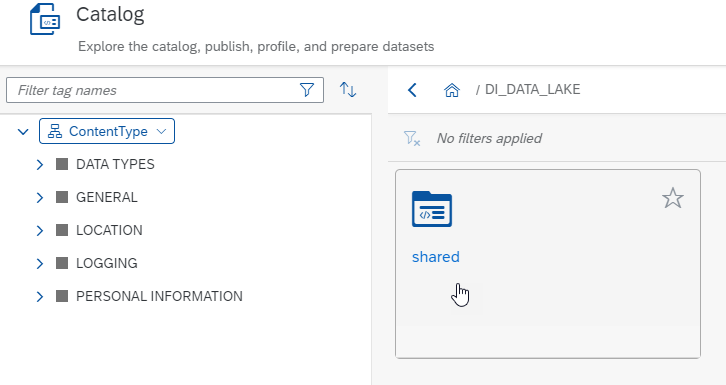 Catalog
Explore the catalog, publish, profile, and prepare datasets
Filter tag names
/ DI_DATA_LAKE
ContentType
No filters applied
DATA TYPES
GENERAL
LOCATION
LOGGING
PERSONAL INFORMATION
shared